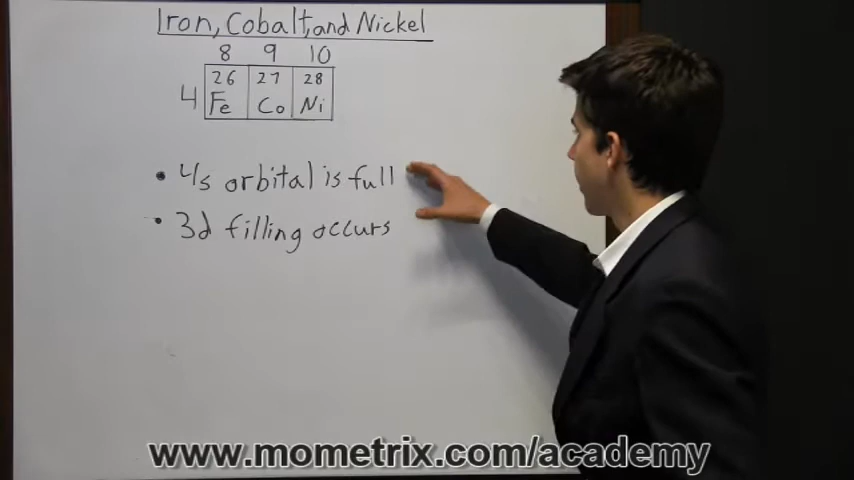 Iron, Cobalt, and Nickel
8 9 10
26 27 28
4 Fe Co Ni
• 4s orbital is full
• 3d filling occurs
www.mometrix.com/academy